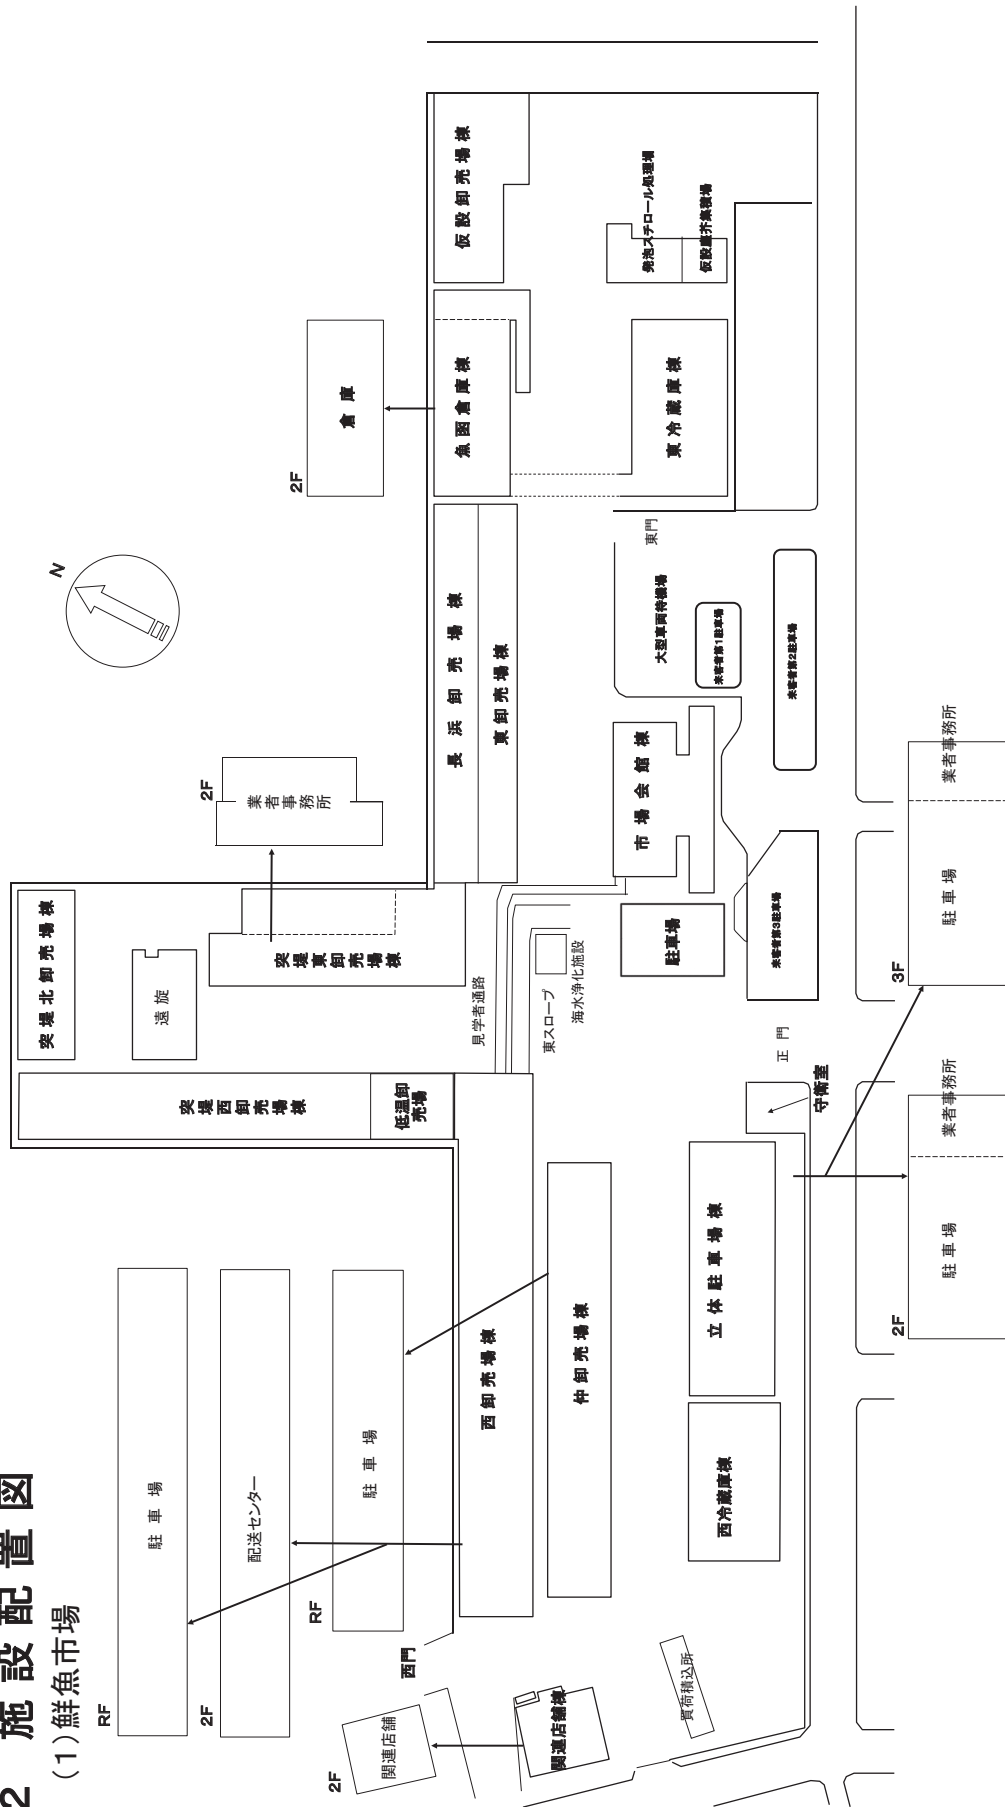 2 施設配置図
(1)鮮魚市場
RF
駐車場
2F
配送センター
RF
駐車場
2F
関連店舗
西門
関連店舗棟
買荷積込所
西卸売場棟
仲卸売場棟
西冷蔵庫棟
立体駐車場棟
2F
駐車場
業者事務所
3F
駐車場
業者事務所
守衛室
正門
突堤西卸売場棟
低温卸
売場
突堤北卸売場棟
遠旋
突堤東卸売場棟
2F
業者事務所
見学者通路
東スロープ
海水浄化施設
駐車場
来客者第3駐車場
市場会館棟
長浜卸売場棟
東卸売場棟
大型車両待機場
来客者第1駐車場
来客者第2駐車場
東門
N
2F
倉庫
魚函倉庫棟
東冷蔵庫棟
仮設卸売場棟
発泡スチロール処理場
仮設塵芥集積場